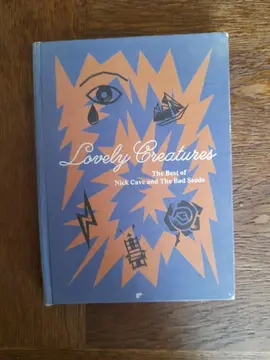 Lovely Creatures
The Best of
Nick Cave and The Bad Seeds